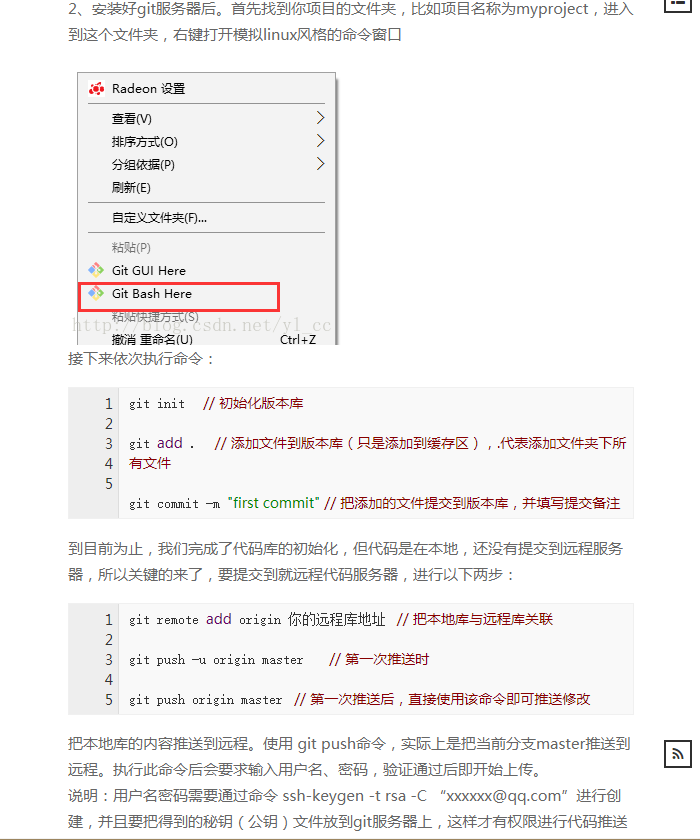 2、安装好git服务器后。首先找到你项目的文件夹，比如项目名称为myproject，进入
到这个文件夹，右键打开模拟linux风格的命令窗口
Radeon 设置
查看(V)
排序方式(O)
分组依据(P)
刷新(E)
自定义文件夹(F)...
粘贴(P)
Git GUI Here
Git Bash Here
粘贴快捷方式(S)
http://blog.csdn.net/yl_cc
撤消 重命名(U) Ctrl+Z
接下来依次执行命令：
1 git init // 初始化版本库
2
3 git add . // 添加文件到版本库（只是添加到缓存区），.代表添加文件夹下所
4 有文件
5
git commit -m "first commit" // 把添加的文件提交到版本库，并填写提交备注
到目前为止，我们完成了代码库的初始化，但代码是在本地，还没有提交到远程服务
器，所以关键的来了，要提交到就远程代码服务器，进行以下两步：
1 git remote add origin 你的远程库地址 // 把本地库与远程库关联
2
3 git push -u origin master // 第一次推送时
4
5 git push origin master // 第一次推送后，直接使用该命令即可推送修改
把本地库的内容推送到远程。使用 git push命令，实际上是把当前分支master推送到
远程。执行此命令后会要求输入用户名、密码，验证通过后即开始上传。
说明：用户名密码需要通过命令 ssh-keygen -t rsa -C “xxxxxx@qq.com”进行创
建，并且要把得到的秘钥（公钥）文件放到git服务器上，这样才有权限进行代码推送